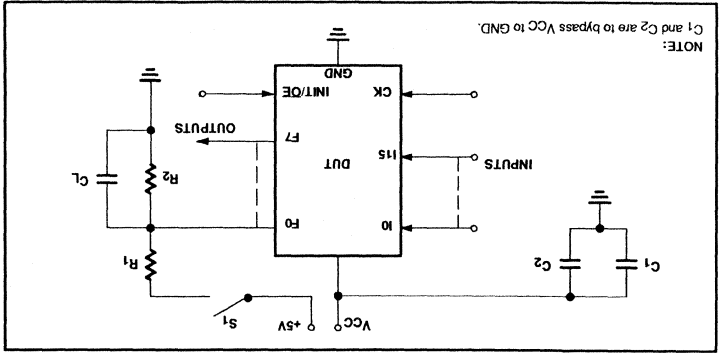 VCC
+5V
S1
C1
C2
R1
I0
F0
INPUTS
DUT
R2
CL
I15
F7
OUTPUTS
CK
INIT/OE
GND
NOTE:
C1 and C2 are to bypass VCC to GND.